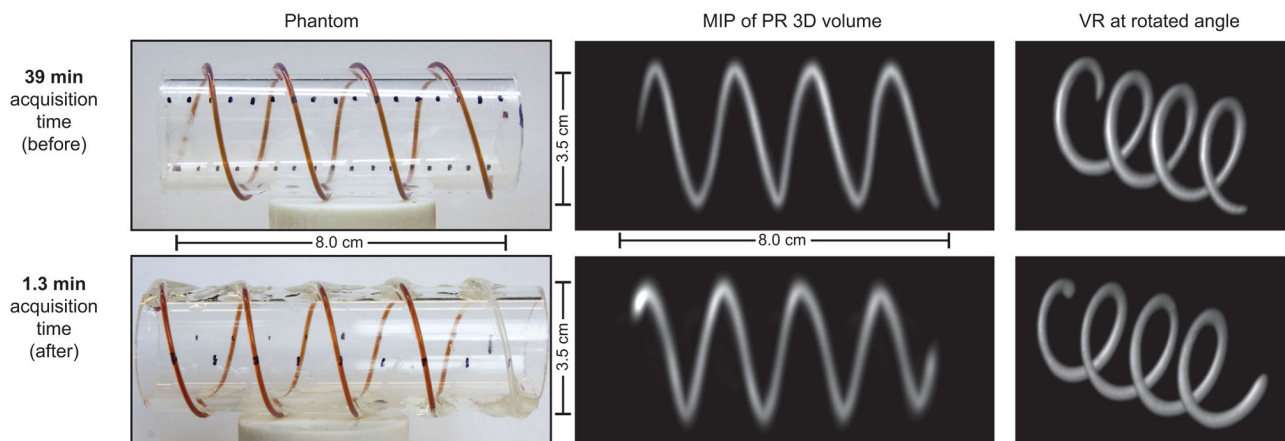 Phantom
MIP of PR 3D volume
VR at rotated angle
39 min
acquisition
time
(before)
3.5 cm
8.0 cm
8.0 cm
1.3 min
acquisition
time
(after)
3.5 cm